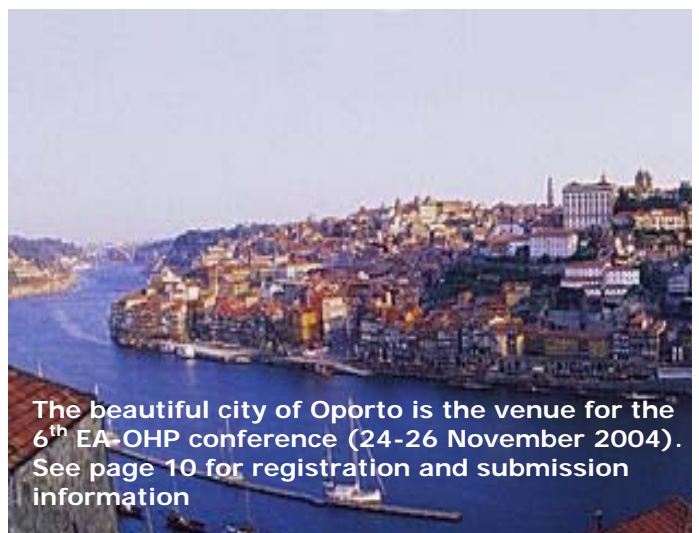 The beautiful city of Oporto is the venue for the
6th EA-OHP conference (24-26 November 2004).
See page 10 for registration and submission
information